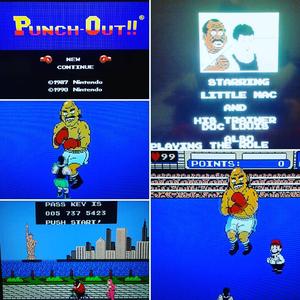 PUNCH-OUT!!®
NEW
CONTINUE
©1987 Nintendo
©1990 Nintendo
STARRING
LITTLE MAC
AND
HIS TRAINER
DOC LOUIS
ALSO
PLAYING THE ROLE
99
POINTS: 0
PASS KEY IS
005 737 5423
PUSH START!